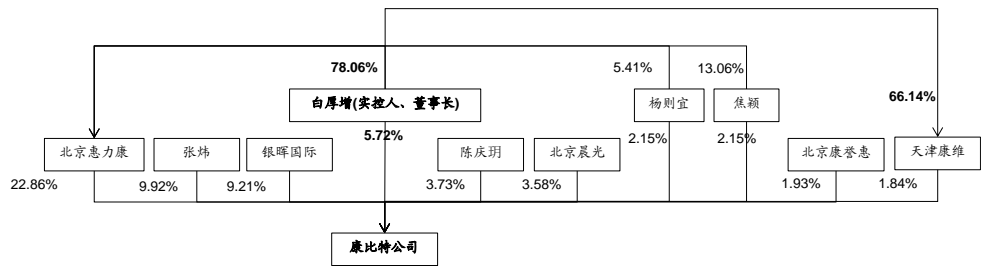 78.06%
5.41%
13.06%
66.14%
白厚增(实控人、董事长)
杨则宜
焦颖
5.72%
2.15%
2.15%
北京惠力康
张炜
银晖国际
陈庆玥
北京晨光
北京康誉惠
天津康维
22.86%
9.92%
9.21%
3.73%
3.58%
1.93%
1.84%
康比特公司